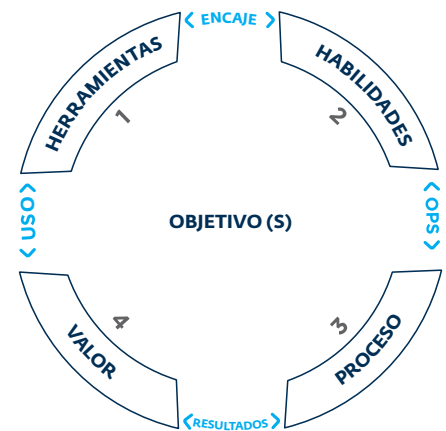 < ENCAJE >
HERRAMIENTAS
1
HABILIDADES
2
< USO >
OBJETIVO (S)
< OPS >
4
VALOR
3
PROCESO
< RESULTADOS >